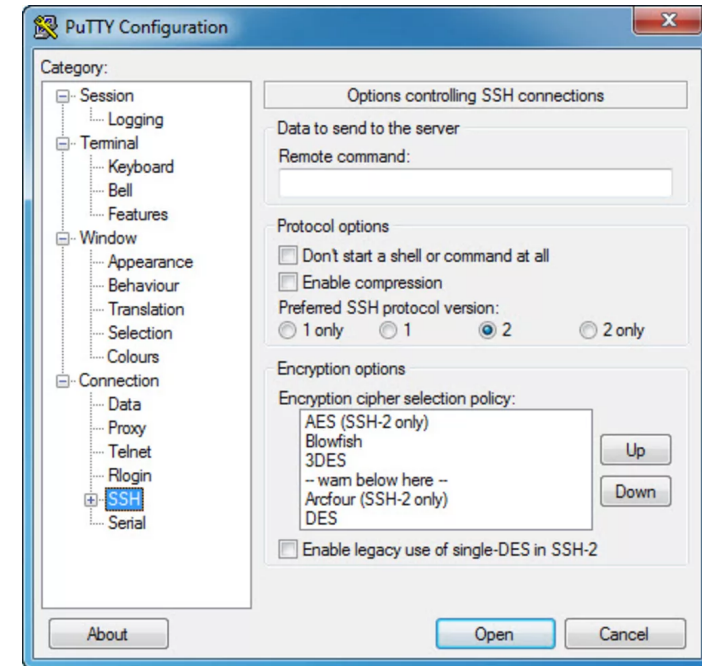 PuTTY Configuration
Category:
Session
Logging
Terminal
Keyboard
Bell
Features
Window
Appearance
Behaviour
Translation
Selection
Colours
Connection
Data
Proxy
Telnet
Rlogin
SSH
Serial
Options controlling SSH connections
Data to send to the server
Remote command:
Protocol options
Don't start a shell or command at all
Enable compression
Preferred SSH protocol version:
1 only 1 2 2 only
Encryption options
Encryption cipher selection policy:
AES (SSH-2 only)
Blowfish
3DES
-- warn below here --
Arcfour (SSH-2 only)
DES
Up
Down
Enable legacy use of single-DES in SSH-2
About Open Cancel